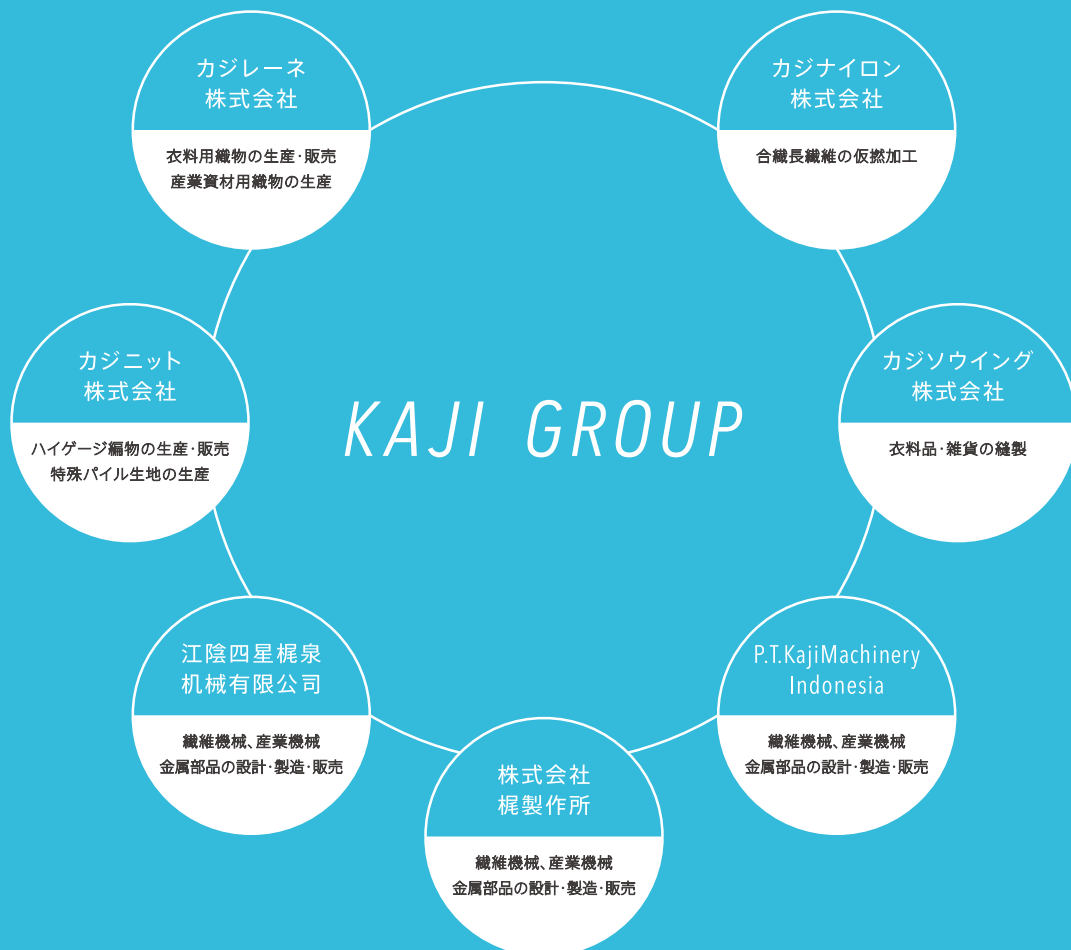 カジレーネ
株式会社
衣料用織物の生産･販売
産業資材用織物の生産
カジナイロン
株式会社
合繊長繊維の仮撚加工
カジニット
株式会社
ハイゲージ編物の生産･販売
特殊パイル生地の生産
KAJI GROUP
カジソウイング
株式会社
衣料品･雑貨の縫製
江陰四星梶泉
机械有限公司
繊維機械、産業機械
金属部品の設計･製造･販売
P.T.KajiMachinery
Indonesia
繊維機械、産業機械
金属部品の設計･製造･販売
株式会社
梶製作所
繊維機械、産業機械
金属部品の設計･製造･販売